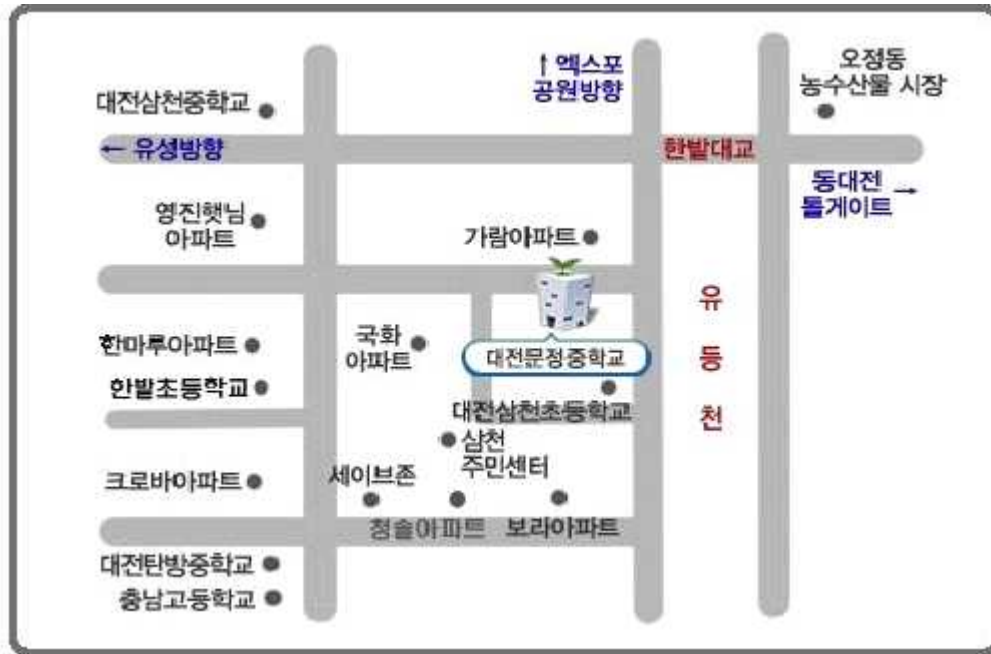 ↑ 엑스포
공원방향
오정동
농수산물 시장
대전삼천중학교
← 유성방향
한밭대교
동대전 →
톨게이트
영진햇님
아파트
가람아파트
유
등
천
한마루아파트
국화
아파트
대전문정중학교
한밭초등학교
대전삼천초등학교
삼천
주민센터
크로바아파트
세이브존
청솔아파트
보라아파트
대전탄방중학교
충남고등학교